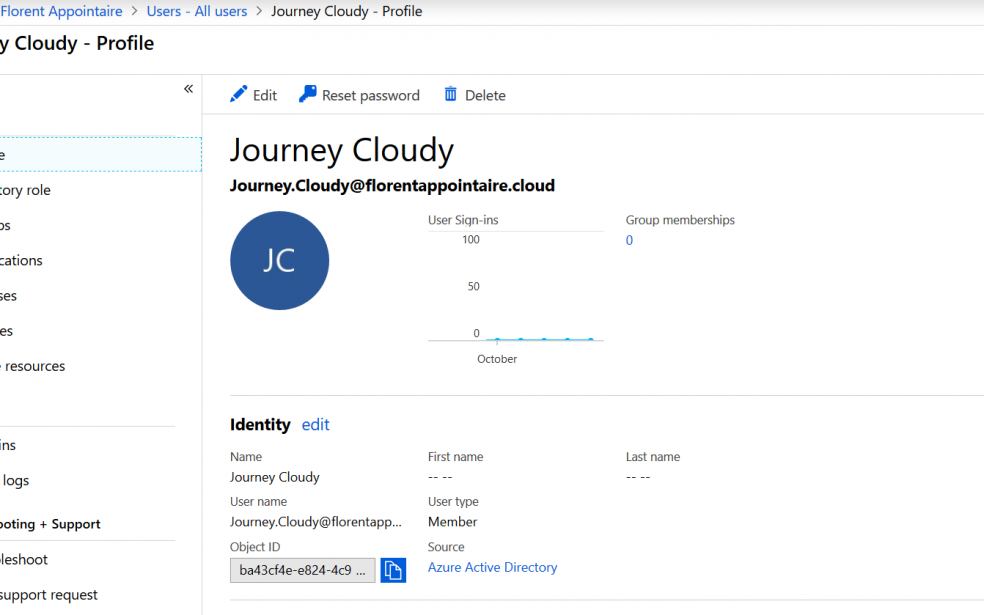 Florent Appointaire > Users - All users > Journey Cloudy - Profile
y Cloudy - Profile
«
Edit Reset password Delete
e
tory role
ps
cations
ses
es
resources
ins
logs
ooting + Support
leshoot
support request
Journey Cloudy
Journey.Cloudy@florentappointaire.cloud
JC
User Sign-ins
100
50
0
October
Group memberships
0
Identity edit
Name First name Last name
Journey Cloudy -- -- -- --
User name User type
Journey.Cloudy@florentapp... Member
Object ID Source
ba43cf4e-e824-4c9 ... Azure Active Directory